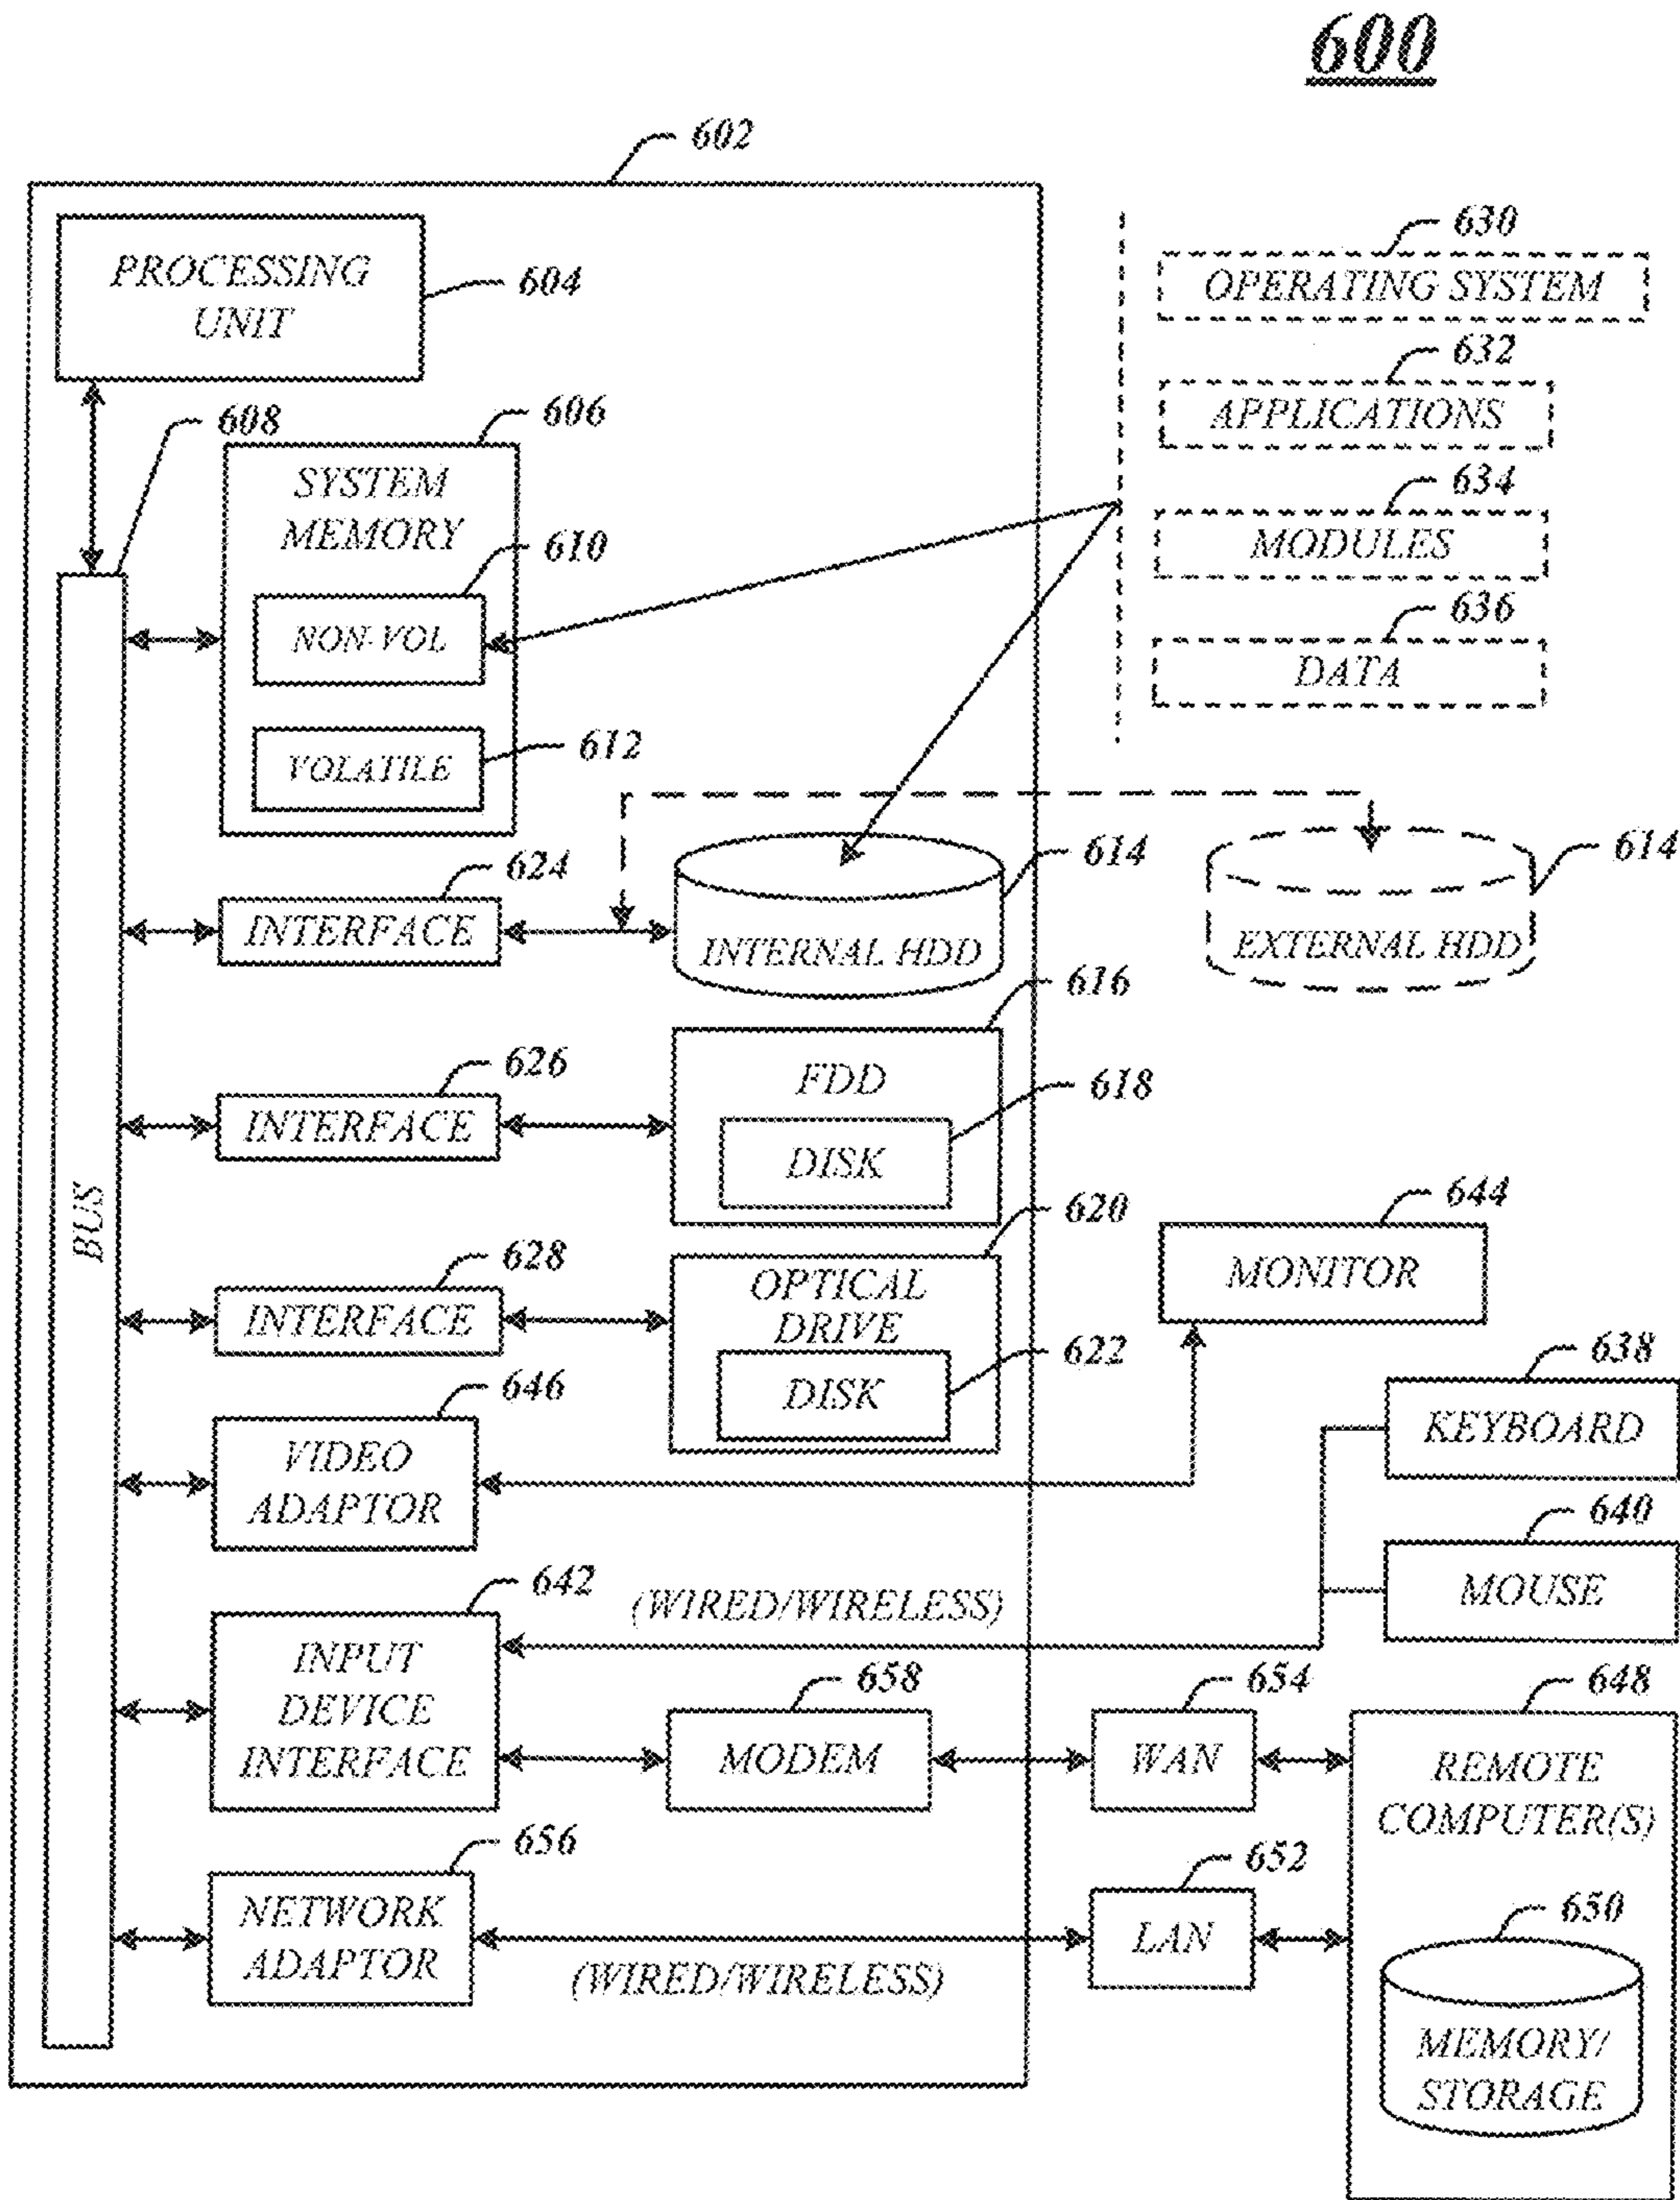 600
602
PROCESSING
UNIT
604
630
OPERATING SYSTEM
632
APPLICATIONS
634
MODULES
636
DATA
608
606
SYSTEM
MEMORY
610
NON-VOL
612
VOLATILE
624
INTERFACE
614
INTERNAL HDD
614
EXTERNAL HDD
616
FDD
626
INTERFACE
618
DISK
BUS
620
OPTICAL
DRIVE
628
INTERFACE
622
DISK
644
MONITOR
646
VIDEO
ADAPTOR
638
KEYBOARD
640
MOUSE
642
(WIRED/WIRELESS)
INPUT
DEVICE
INTERFACE
658
MODEM
654
WAN
648
REMOTE
COMPUTER(S)
656
NETWORK
ADAPTOR
(WIRED/WIRELESS)
652
LAN
650
MEMORY/
STORAGE